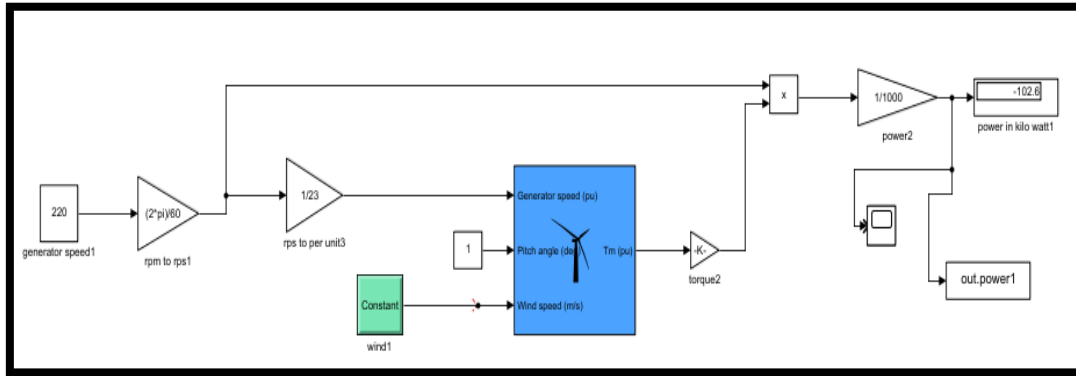 x
1/1000
-102.6
power2
power in kilo watt1
220
generator speed1
(2*pi)/60
rpm to rps1
1/23
rps to per unit3
Generator speed (pu)
1
Pitch angle (de
Tm (pu)
-K-
torque2
Constant
wind1
Wind speed (m/s)
out.power1